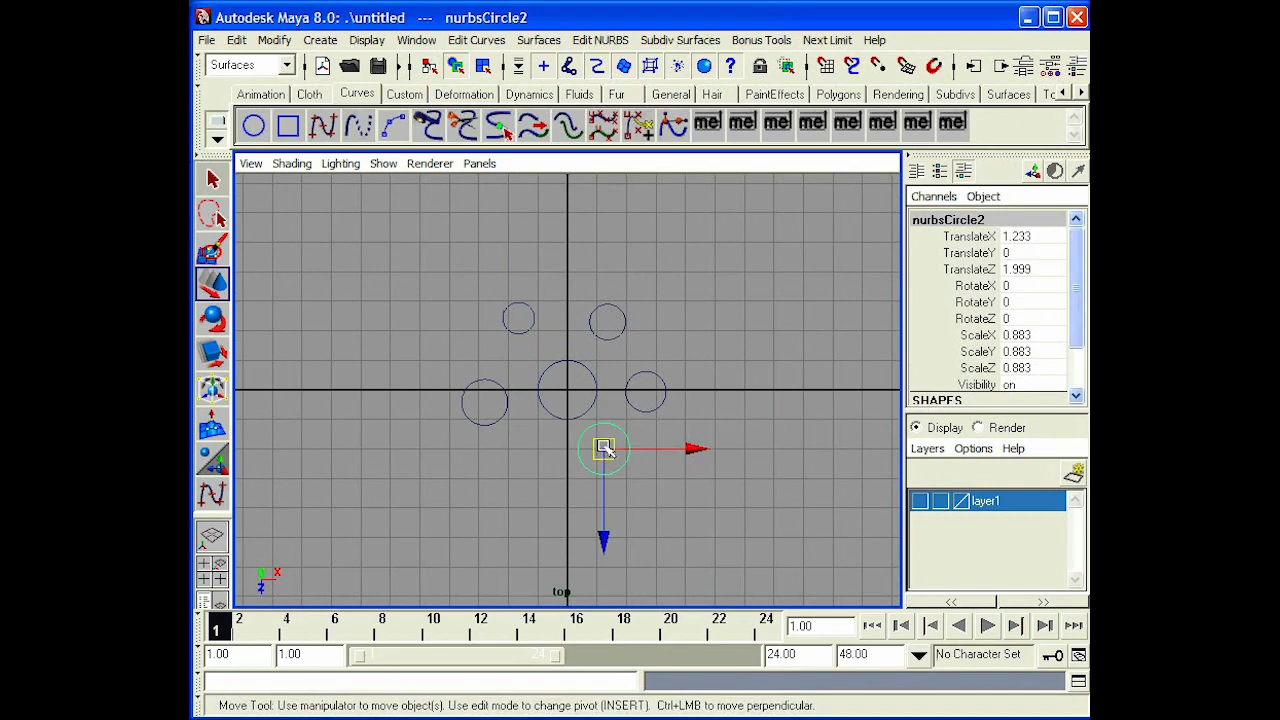 Autodesk Maya 8.0: .\untitled --- nurbsCircle2
File Edit Modify Create Display Window Edit Curves Surfaces Edit NURBS Subdiv Surfaces Bonus Tools Next Limit Help
Surfaces
Animation Cloth Curves Custom Deformation Dynamics Fluids Fur General Hair PaintEffects Polygons Rendering Subdivs Surfaces
mel mel mel mel mel mel mel mel
View Shading Lighting Show Renderer Panels
Channels Object
nurbsCircle2
TranslateX 1.233
TranslateY 0
TranslateZ 1.999
RotateX 0
RotateY 0
RotateZ 0
ScaleX 0.883
ScaleY 0.883
ScaleZ 0.883
Visibility on
SHAPES
Display Render
Layers Options Help
layer1
Y X
Z
top
1 2 4 6 8 10 12 14 16 18 20 22 24
1.00
1.00 1.00 24 24.00 48.00 No Character Set
Move Tool: Use manipulator to move object(s). Use edit mode to change pivot (INSERT). Ctrl+LMB to move perpendicular.